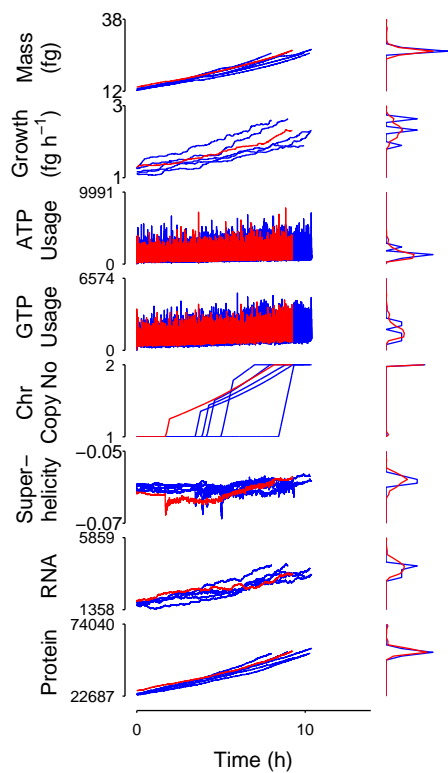 38
Mass
(fg)
12
3
Growth
(fg h⁻¹)
1
9991
ATP
Usage
0
6574
GTP
Usage
0
2
Chr
Copy No
1
−0.05
Super−
helicity
−0.07
5859
RNA
1358
74040
Protein
22687
0
10
Time (h)